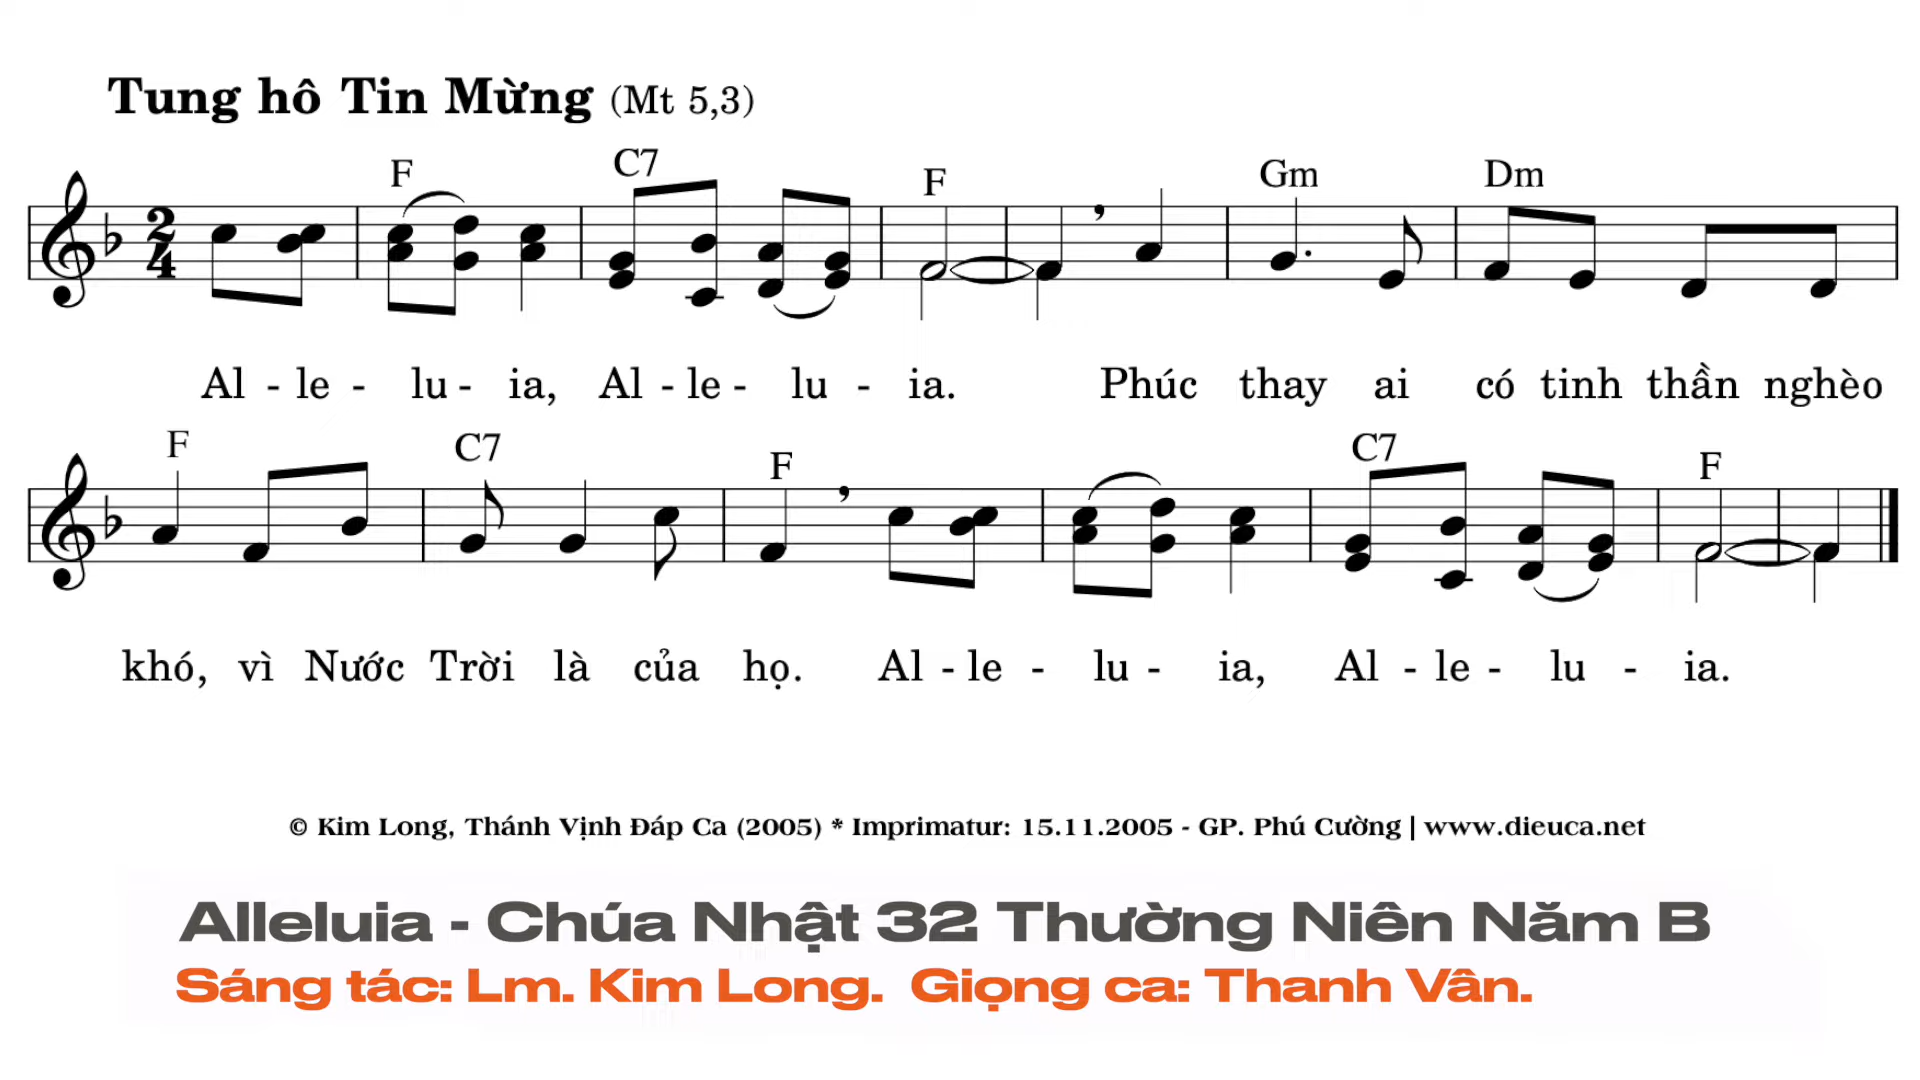 Tung hô Tin Mừng (Mt 5,3)
F C7 F Gm Dm
2
4
Al - le - lu - ia, Al - le - lu - ia. Phúc thay ai có tinh thần nghèo
F C7 F C7 F
khó, vì Nước Trời là của họ. Al - le - lu - ia, Al - le - lu - ia.
© Kim Long, Thánh Vịnh Đáp Ca (2005) * Imprimatur: 15.11.2005 - GP. Phú Cường | www.dieuca.net
Alleluia - Chúa Nhật 32 Thường Niên Năm B
Sáng tác: Lm. Kim Long. Giọng ca: Thanh Vân.